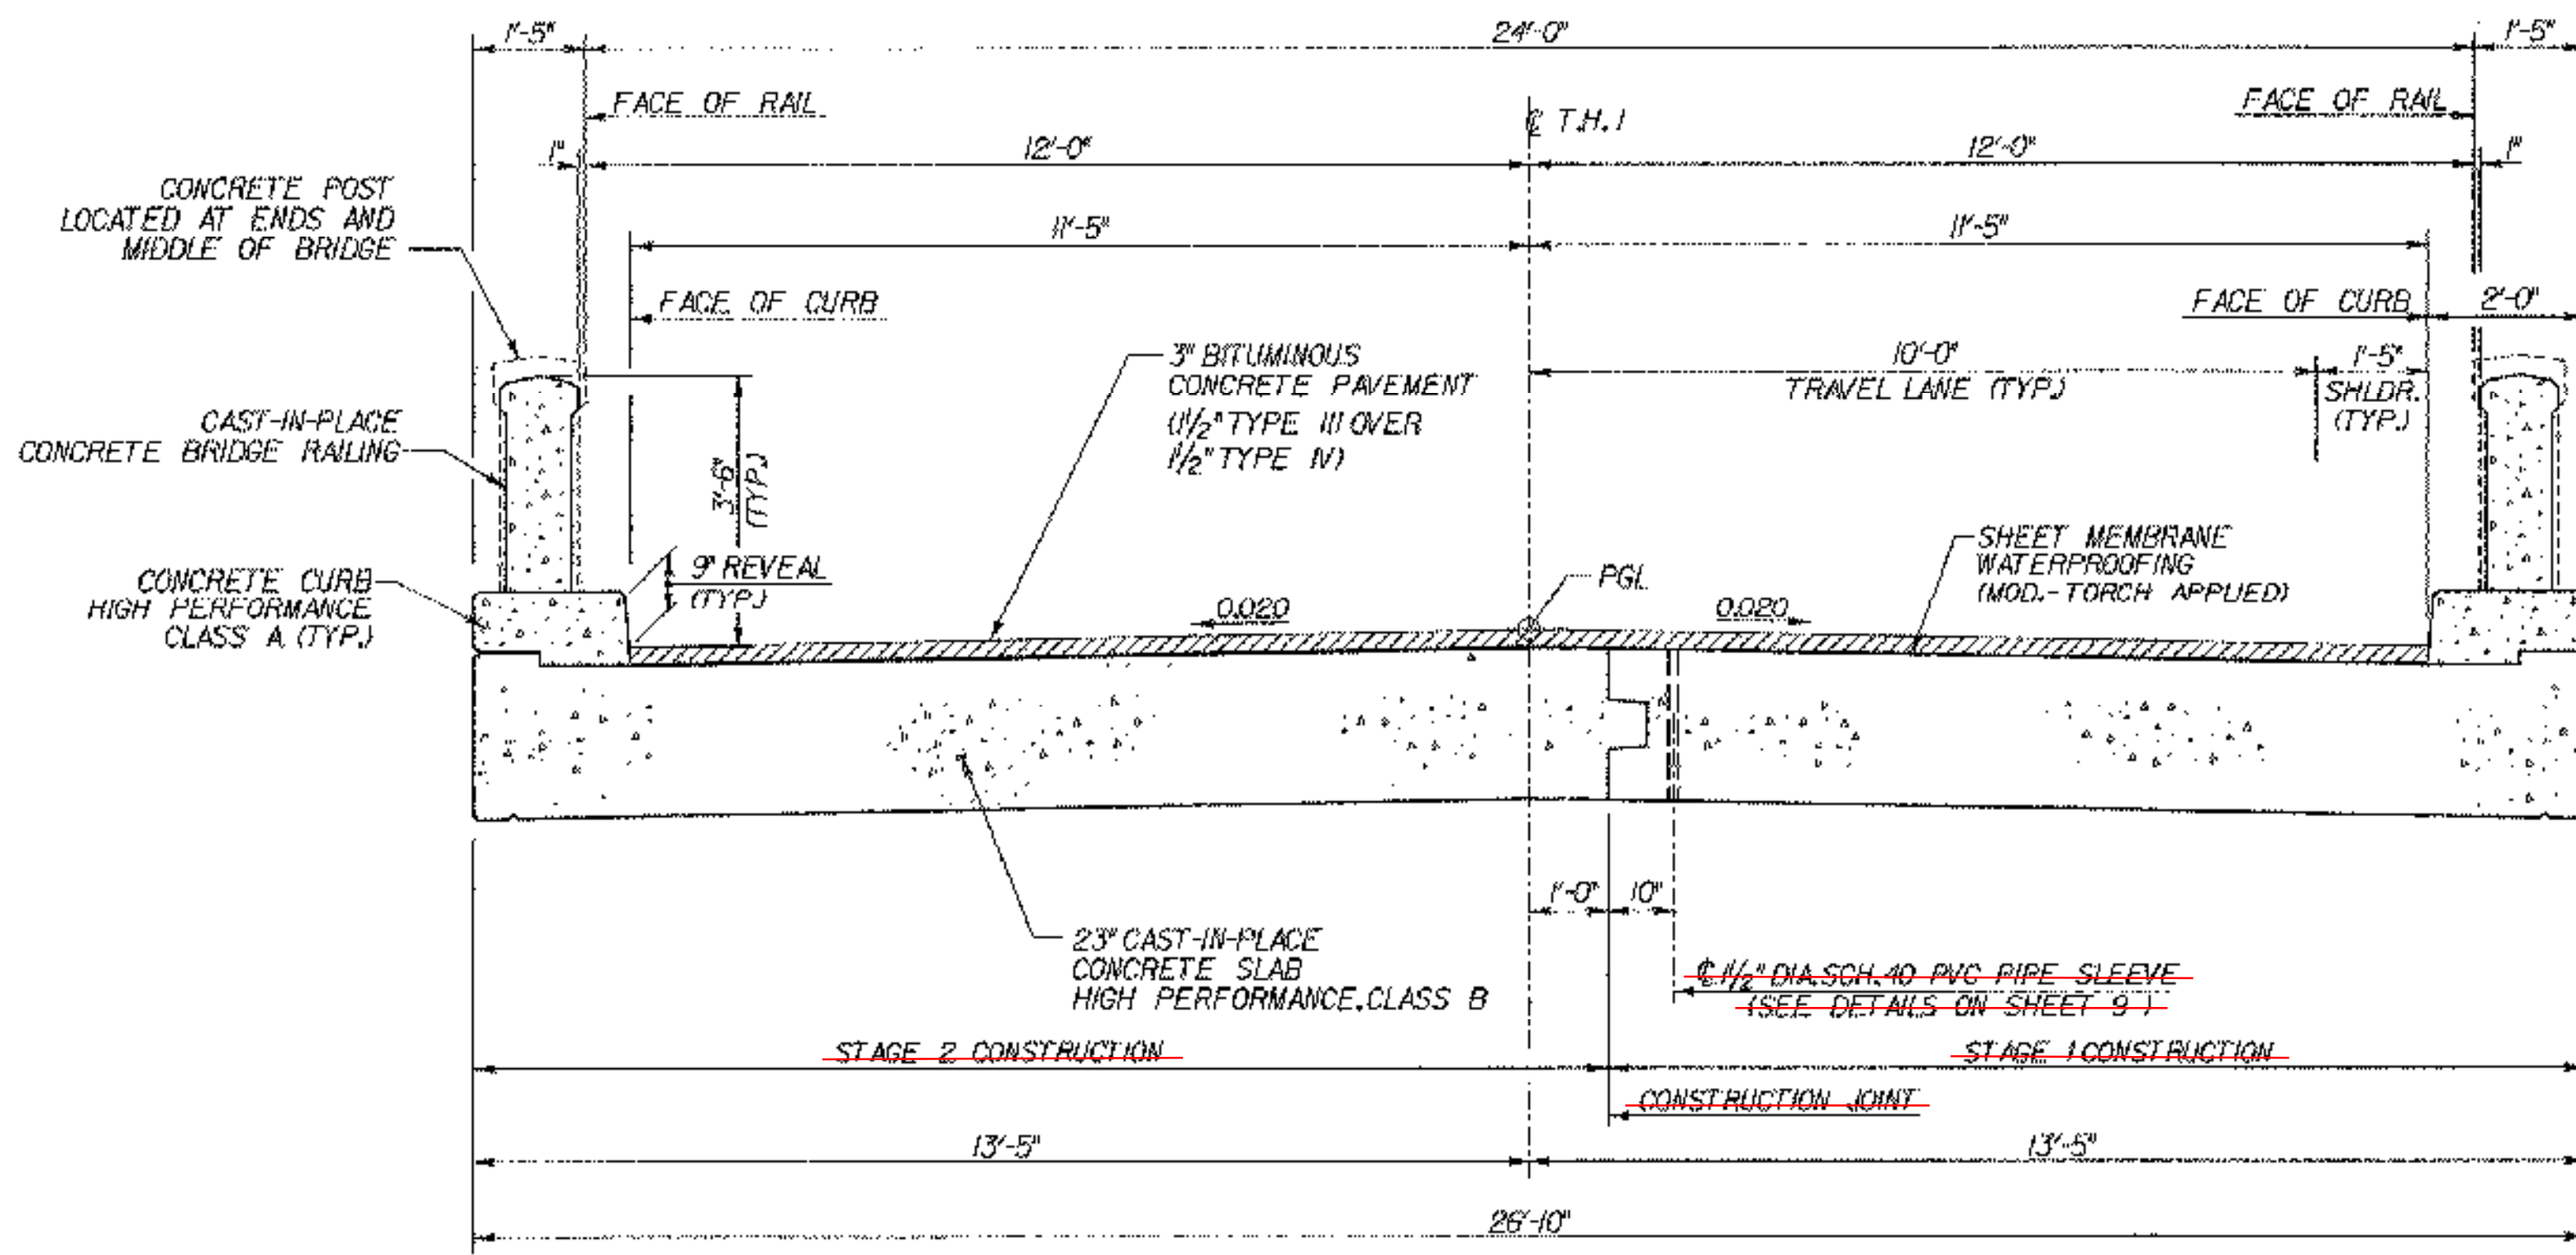 1'-5"
24'-0"
1'-5"
FACE OF RAIL
FACE OF RAIL
℄ T.H. 1
1"
12'-0"
12'-0"
1"
CONCRETE POST
LOCATED AT ENDS AND
MIDDLE OF BRIDGE
11'-5"
11'-5"
FACE OF CURB
FACE OF CURB
2'-0"
3" BITUMINOUS
CONCRETE PAVEMENT
(1½" TYPE III OVER
1½" TYPE IV)
10'-0"
TRAVEL LANE (TYP.)
1'-5"
SHLDR.
(TYP.)
CAST-IN-PLACE
CONCRETE BRIDGE RAILING
3'-6"
(TYP.)
SHEET MEMBRANE
WATERPROOFING
(MOD.-TORCH APPLIED)
CONCRETE CURB
HIGH PERFORMANCE
CLASS A (TYP.)
9" REVEAL
(TYP.)
PGL
0.020
0.020
1'-0"
10"
23" CAST-IN-PLACE
CONCRETE SLAB
HIGH PERFORMANCE, CLASS B
℄ 1½" DIA. SCH. 40 PVC PIPE SLEEVE
(SEE DETAILS ON SHEET 9 )
STAGE 2 CONSTRUCTION
STAGE 1 CONSTRUCTION
CONSTRUCTION JOINT
13'-5"
13'-5"
26'-10"